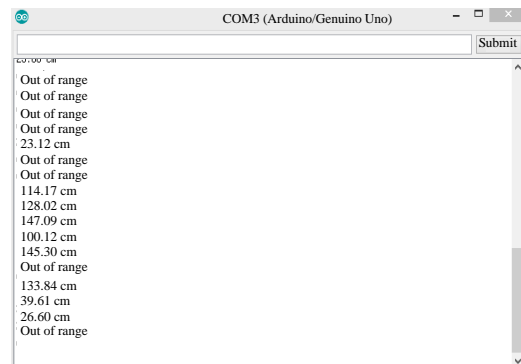 COM3 (Arduino/Genuino Uno)
Submit
Out of range
Out of range
Out of range
Out of range
23.12 cm
Out of range
Out of range
114.17 cm
128.02 cm
147.09 cm
100.12 cm
145.30 cm
Out of range
133.84 cm
39.61 cm
26.60 cm
Out of range